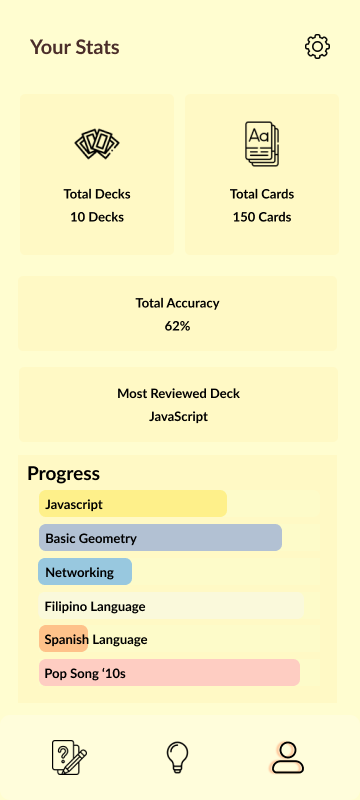 Your Stats
Aa
Total Decks
10 Decks
Total Cards
150 Cards
Total Accuracy
62%
Most Reviewed Deck
JavaScript
Progress
Javascript
Basic Geometry
Networking
Filipino Language
Spanish Language
Pop Song ‘10s
?